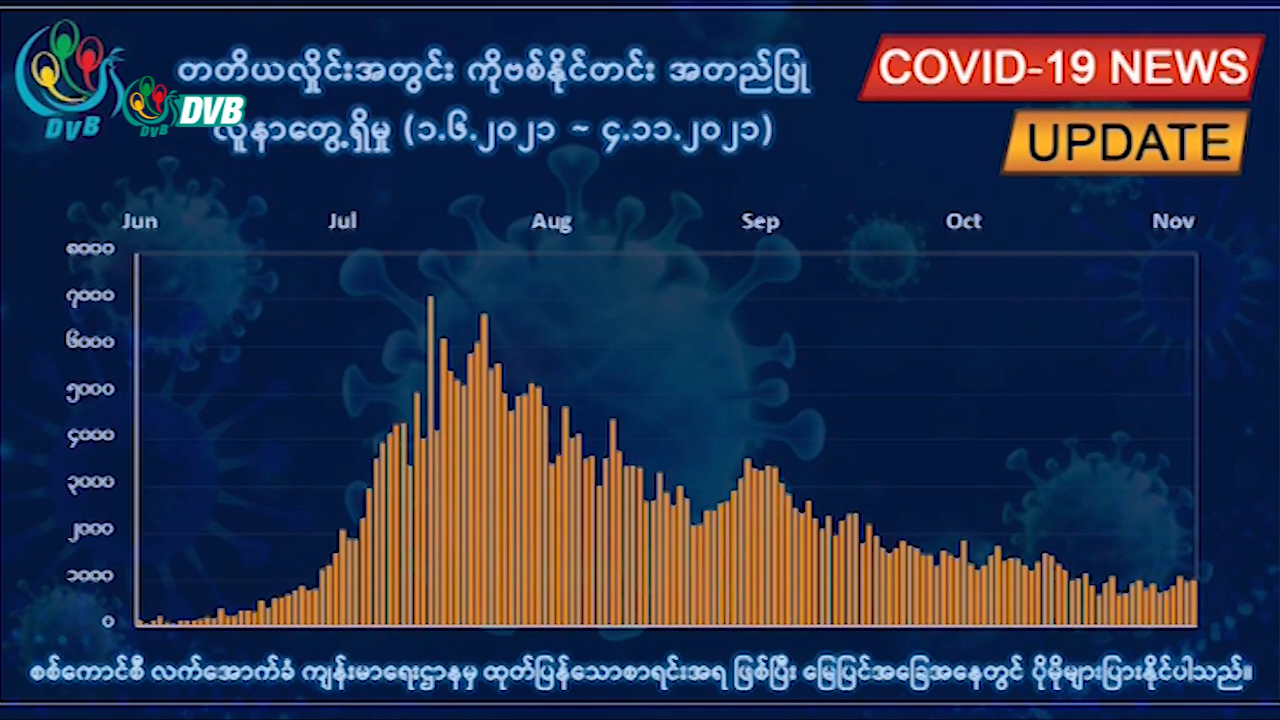 DVB
DVB
DVB
တတိယလှိုင်းအတွင်း ကိုဗစ်နိုင်တင်း အတည်ပြု
လူနာတွေ့ရှိမှု (၁.၆.၂၀၂၁ ~ ၄.၁၁.၂၀၂၁)
COVID-19 NEWS
UPDATE
Jun Jul Aug Sep Oct Nov
၈၀၀၀
၇၀၀၀
၆၀၀၀
၅၀၀၀
၄၀၀၀
၃၀၀၀
၂၀၀၀
၁၀၀၀
၀
စစ်ကောင်စီ လက်အောက်ခံ ကျန်းမာရေးဌာနမှ ထုတ်ပြန်သောစာရင်းအရ ဖြစ်ပြီး မြေပြင်အခြေအနေတွင် ပိုမိုများပြားနိုင်ပါသည်။